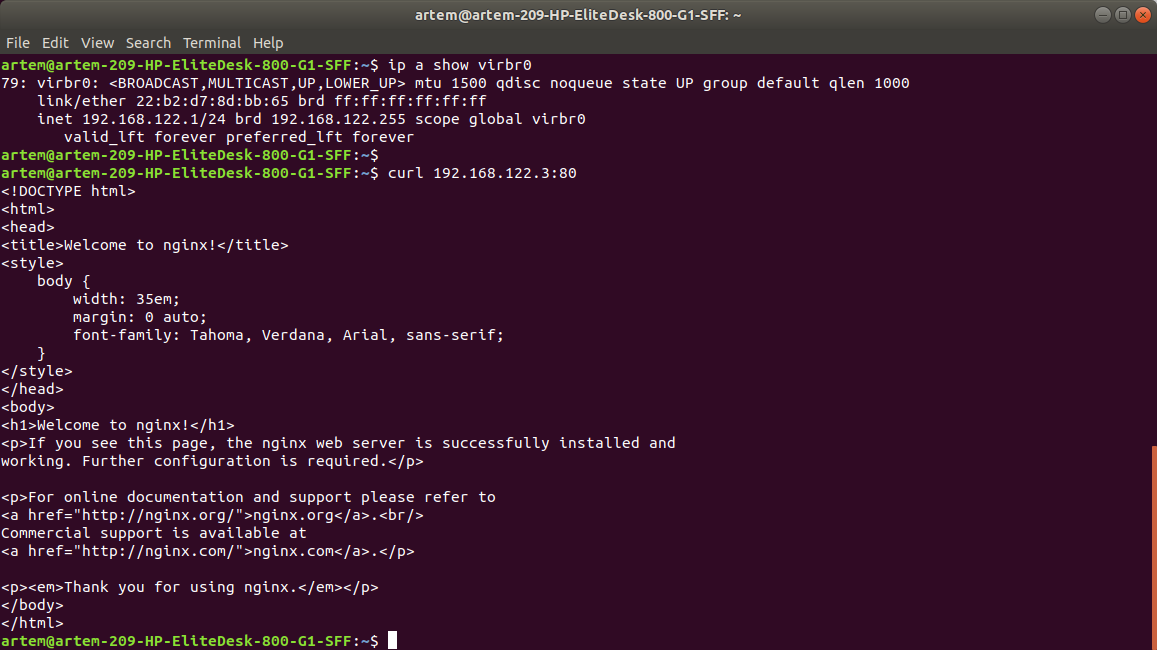 artem@artem-209-HP-EliteDesk-800-G1-SFF: ~
File Edit View Search Terminal Help
artem@artem-209-HP-EliteDesk-800-G1-SFF:~$ ip a show virbr0
79: virbr0: <BROADCAST,MULTICAST,UP,LOWER_UP> mtu 1500 qdisc noqueue state UP group default qlen 1000
    link/ether 22:b2:d7:8d:bb:65 brd ff:ff:ff:ff:ff:ff
    inet 192.168.122.1/24 brd 192.168.122.255 scope global virbr0
       valid_lft forever preferred_lft forever
artem@artem-209-HP-EliteDesk-800-G1-SFF:~$
artem@artem-209-HP-EliteDesk-800-G1-SFF:~$ curl 192.168.122.3:80
<!DOCTYPE html>
<html>
<head>
<title>Welcome to nginx!</title>
<style>
    body {
        width: 35em;
        margin: 0 auto;
        font-family: Tahoma, Verdana, Arial, sans-serif;
    }
</style>
</head>
<body>
<h1>Welcome to nginx!</h1>
<p>If you see this page, the nginx web server is successfully installed and
working. Further configuration is required.</p>

<p>For online documentation and support please refer to
<a href="http://nginx.org/">nginx.org</a>.<br/>
Commercial support is available at
<a href="http://nginx.com/">nginx.com</a>.</p>

<p><em>Thank you for using nginx.</em></p>
</body>
</html>
artem@artem-209-HP-EliteDesk-800-G1-SFF:~$